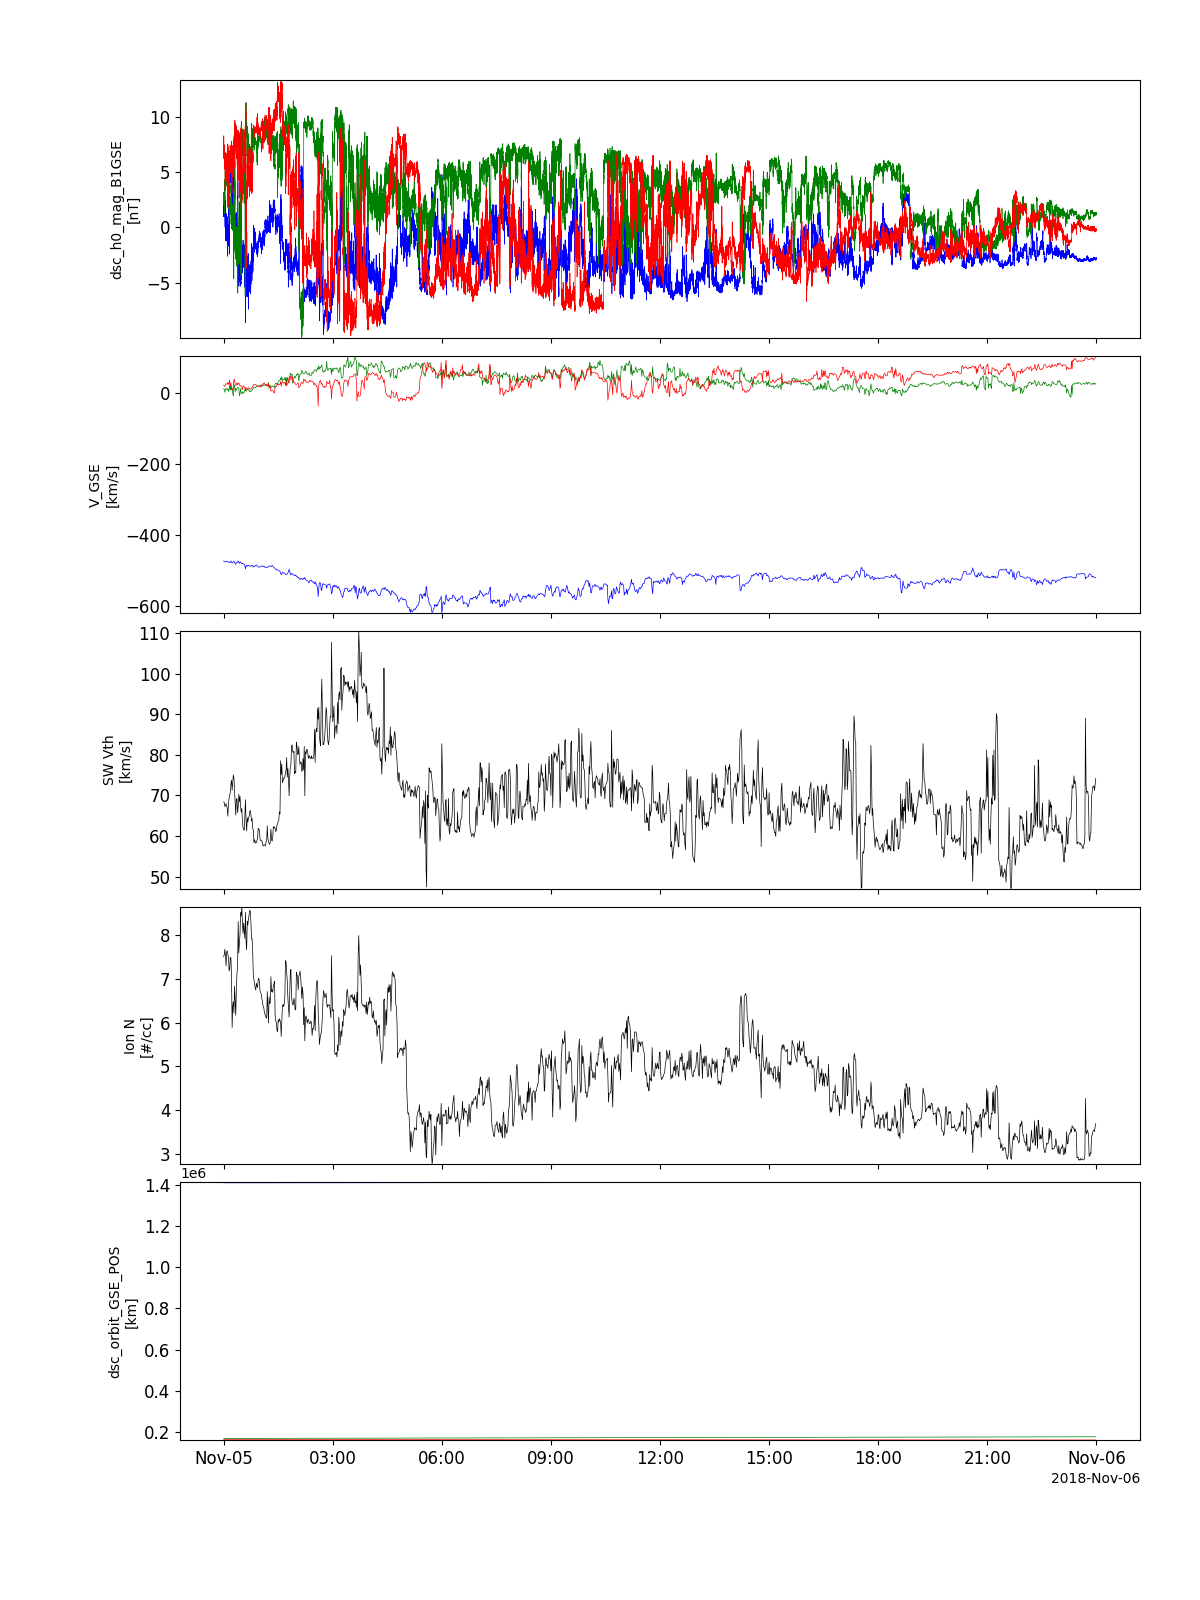 10
5
0
−5
dsc_h0_mag_B1GSE
[nT]
0
−200
−400
−600
V_GSE
[km/s]
110
100
90
80
70
60
50
SW Vth
[km/s]
8
7
6
5
4
3
Ion N
[#/cc]
1e6
1.4
1.2
1.0
0.8
0.6
0.4
0.2
dsc_orbit_GSE_POS
[km]
Nov-05 03:00 06:00 09:00 12:00 15:00 18:00 21:00 Nov-06
2018-Nov-06